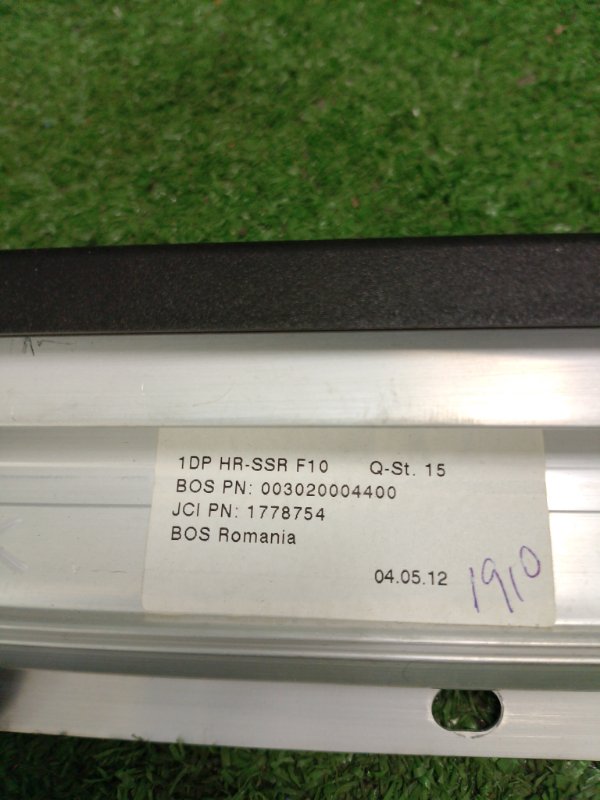 1DP HR-SSR F10 Q-St. 15
BOS PN: 003020004400
JCI PN: 1778754
BOS Romania
04.05.12
1910